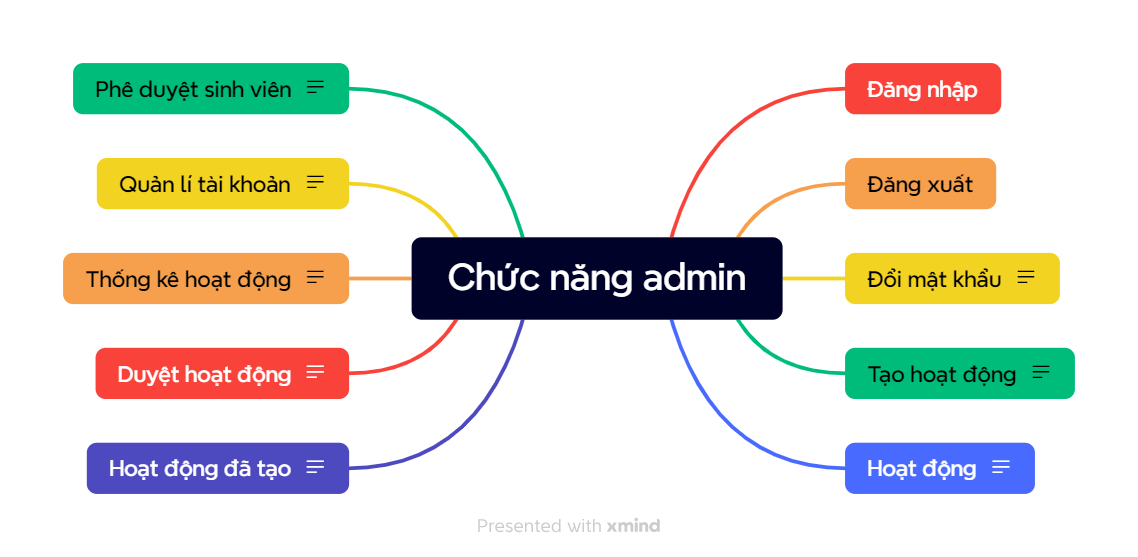 Phê duyệt sinh viên
Đăng nhập
Quản lí tài khoản
Đăng xuất
Chức năng admin
Thống kê hoạt động
Đổi mật khẩu
Duyệt hoạt động
Tạo hoạt động
Hoạt động đã tạo
Hoạt động
Presented with xmind